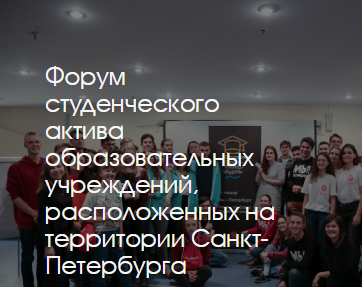 Форум
студенческого
актива
образовательных
учреждений,
расположенных на
территории Санкт-
Петербурга